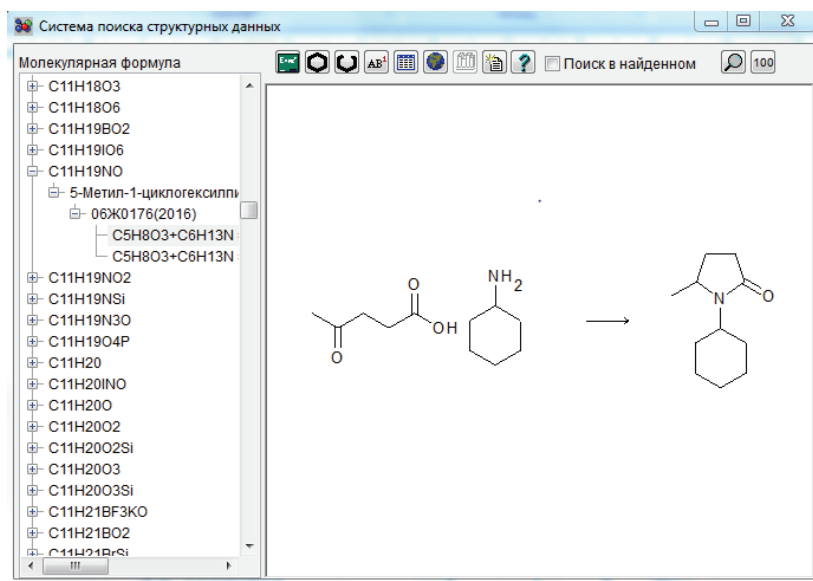 Система поиска структурных данных
Молекулярная формула
AB¹
Поиск в найденном
100
C11H18O3
C11H18O6
C11H19BO2
C11H19IO6
C11H19NO
5-Метил-1-циклогексилпи
06Ж0176(2016)
C5H8O3+C6H13N
C5H8O3+C6H13N
C11H19NO2
C11H19NSi
C11H19N3O
C11H19O4P
C11H20
C11H20INO
C11H20O
C11H20O2
C11H20O2Si
C11H20O3
C11H20O3Si
C11H21BF3KO
C11H21BO2
C11H21BrSi
O
OH
O
NH2
N
O